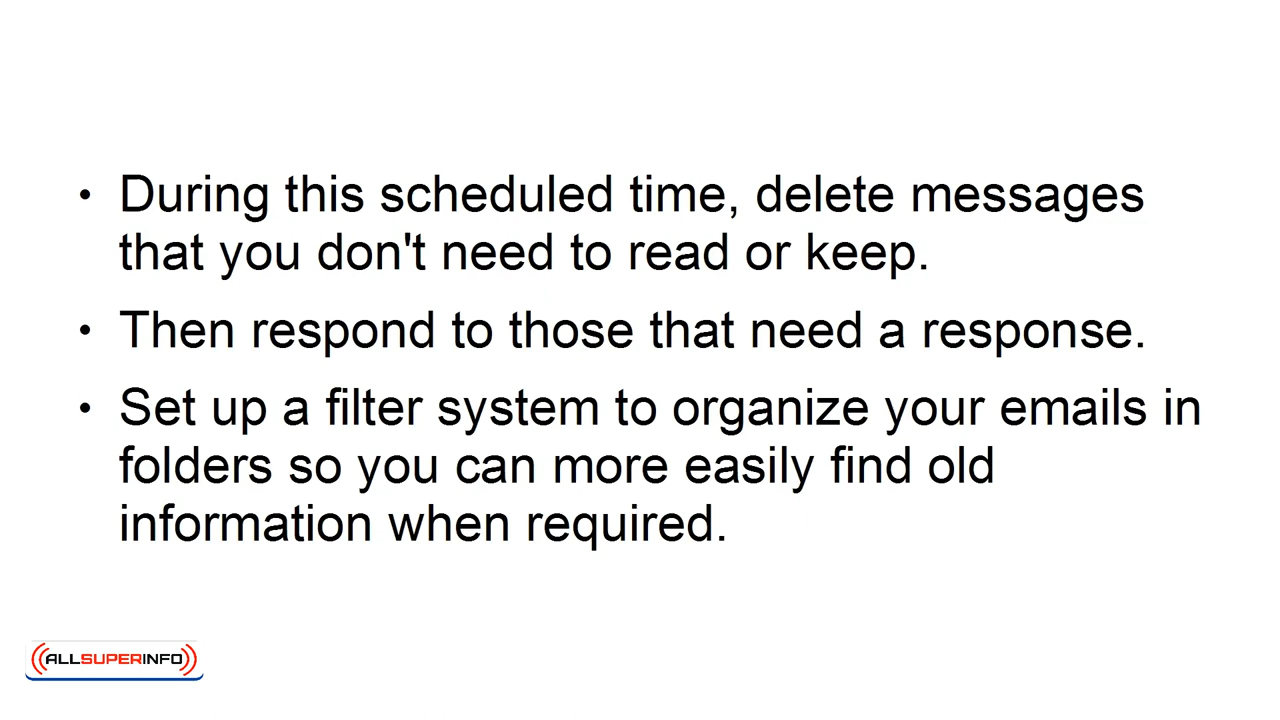 • During this scheduled time, delete messages
that you don't need to read or keep.
• Then respond to those that need a response.
• Set up a filter system to organize your emails in
folders so you can more easily find old
information when required.
ALLSUPERINFO